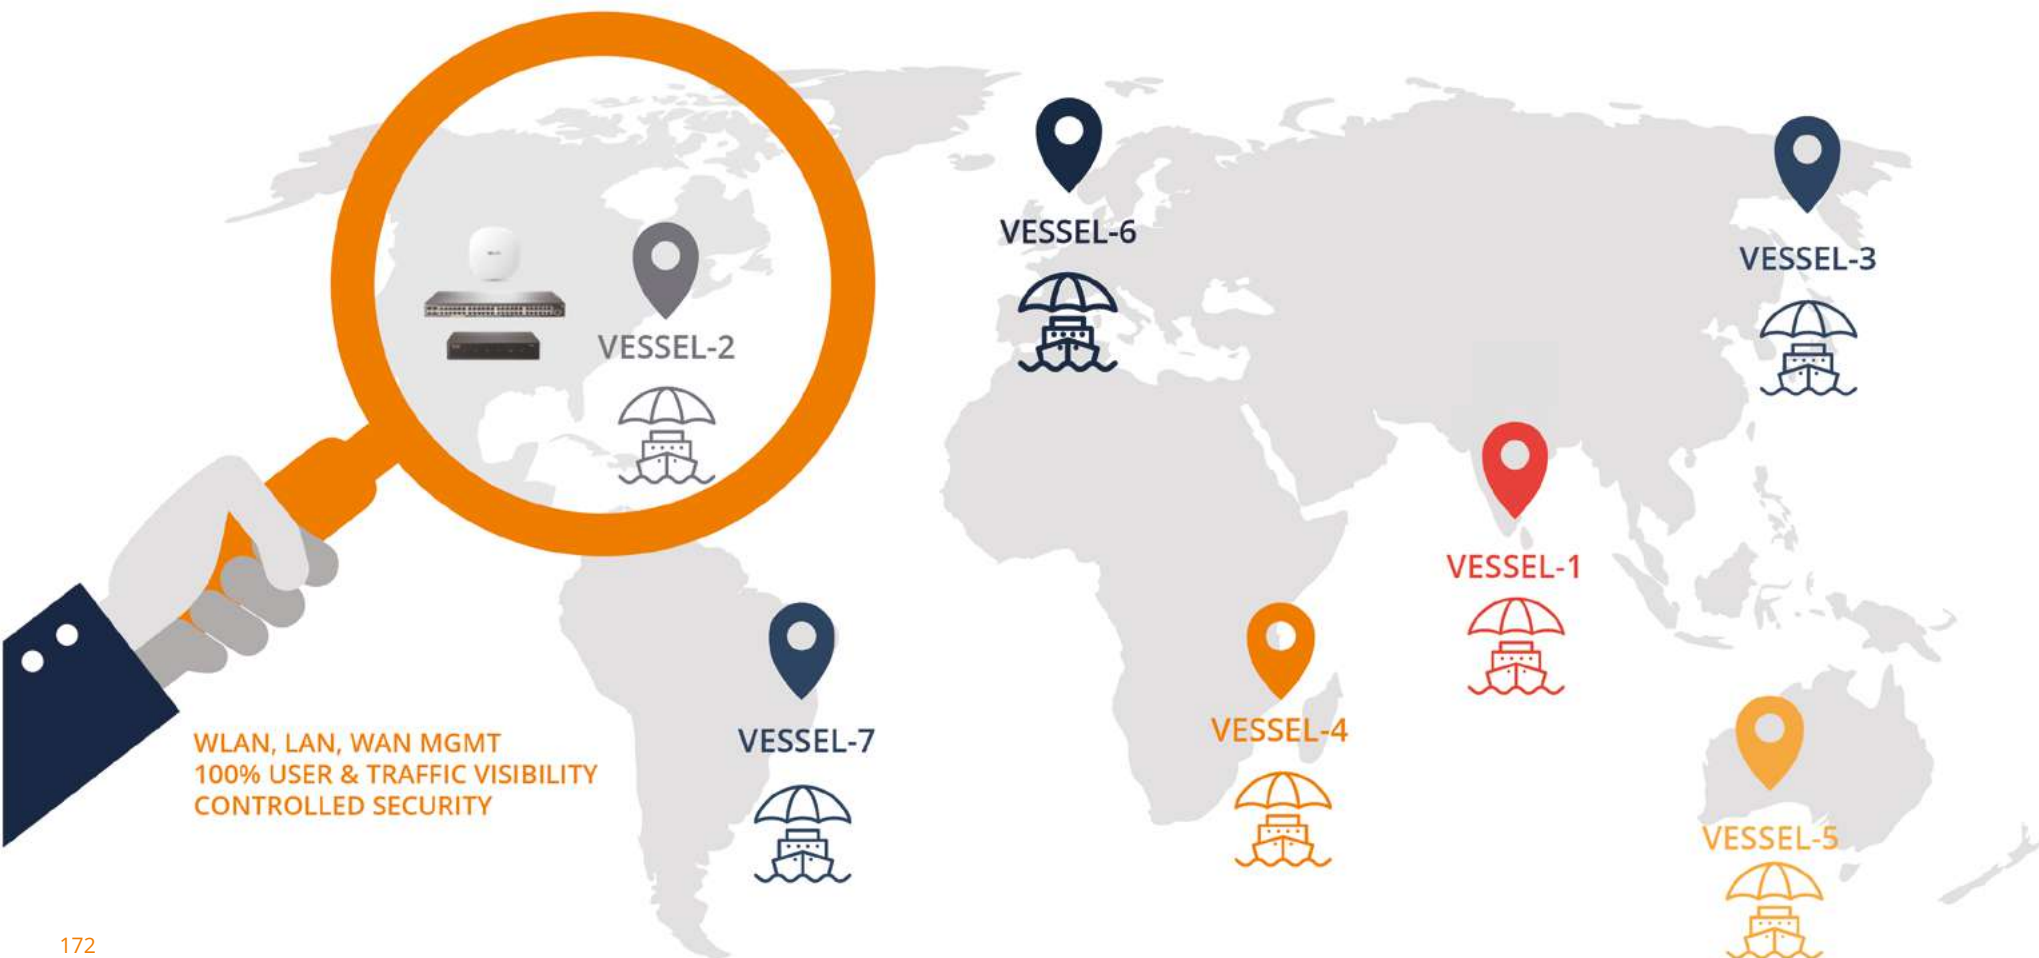 VESSEL-6
VESSEL-3
VESSEL-2
VESSEL-1
VESSEL-7
VESSEL-4
VESSEL-5
WLAN, LAN, WAN MGMT
100% USER & TRAFFIC VISIBILITY
CONTROLLED SECURITY
172